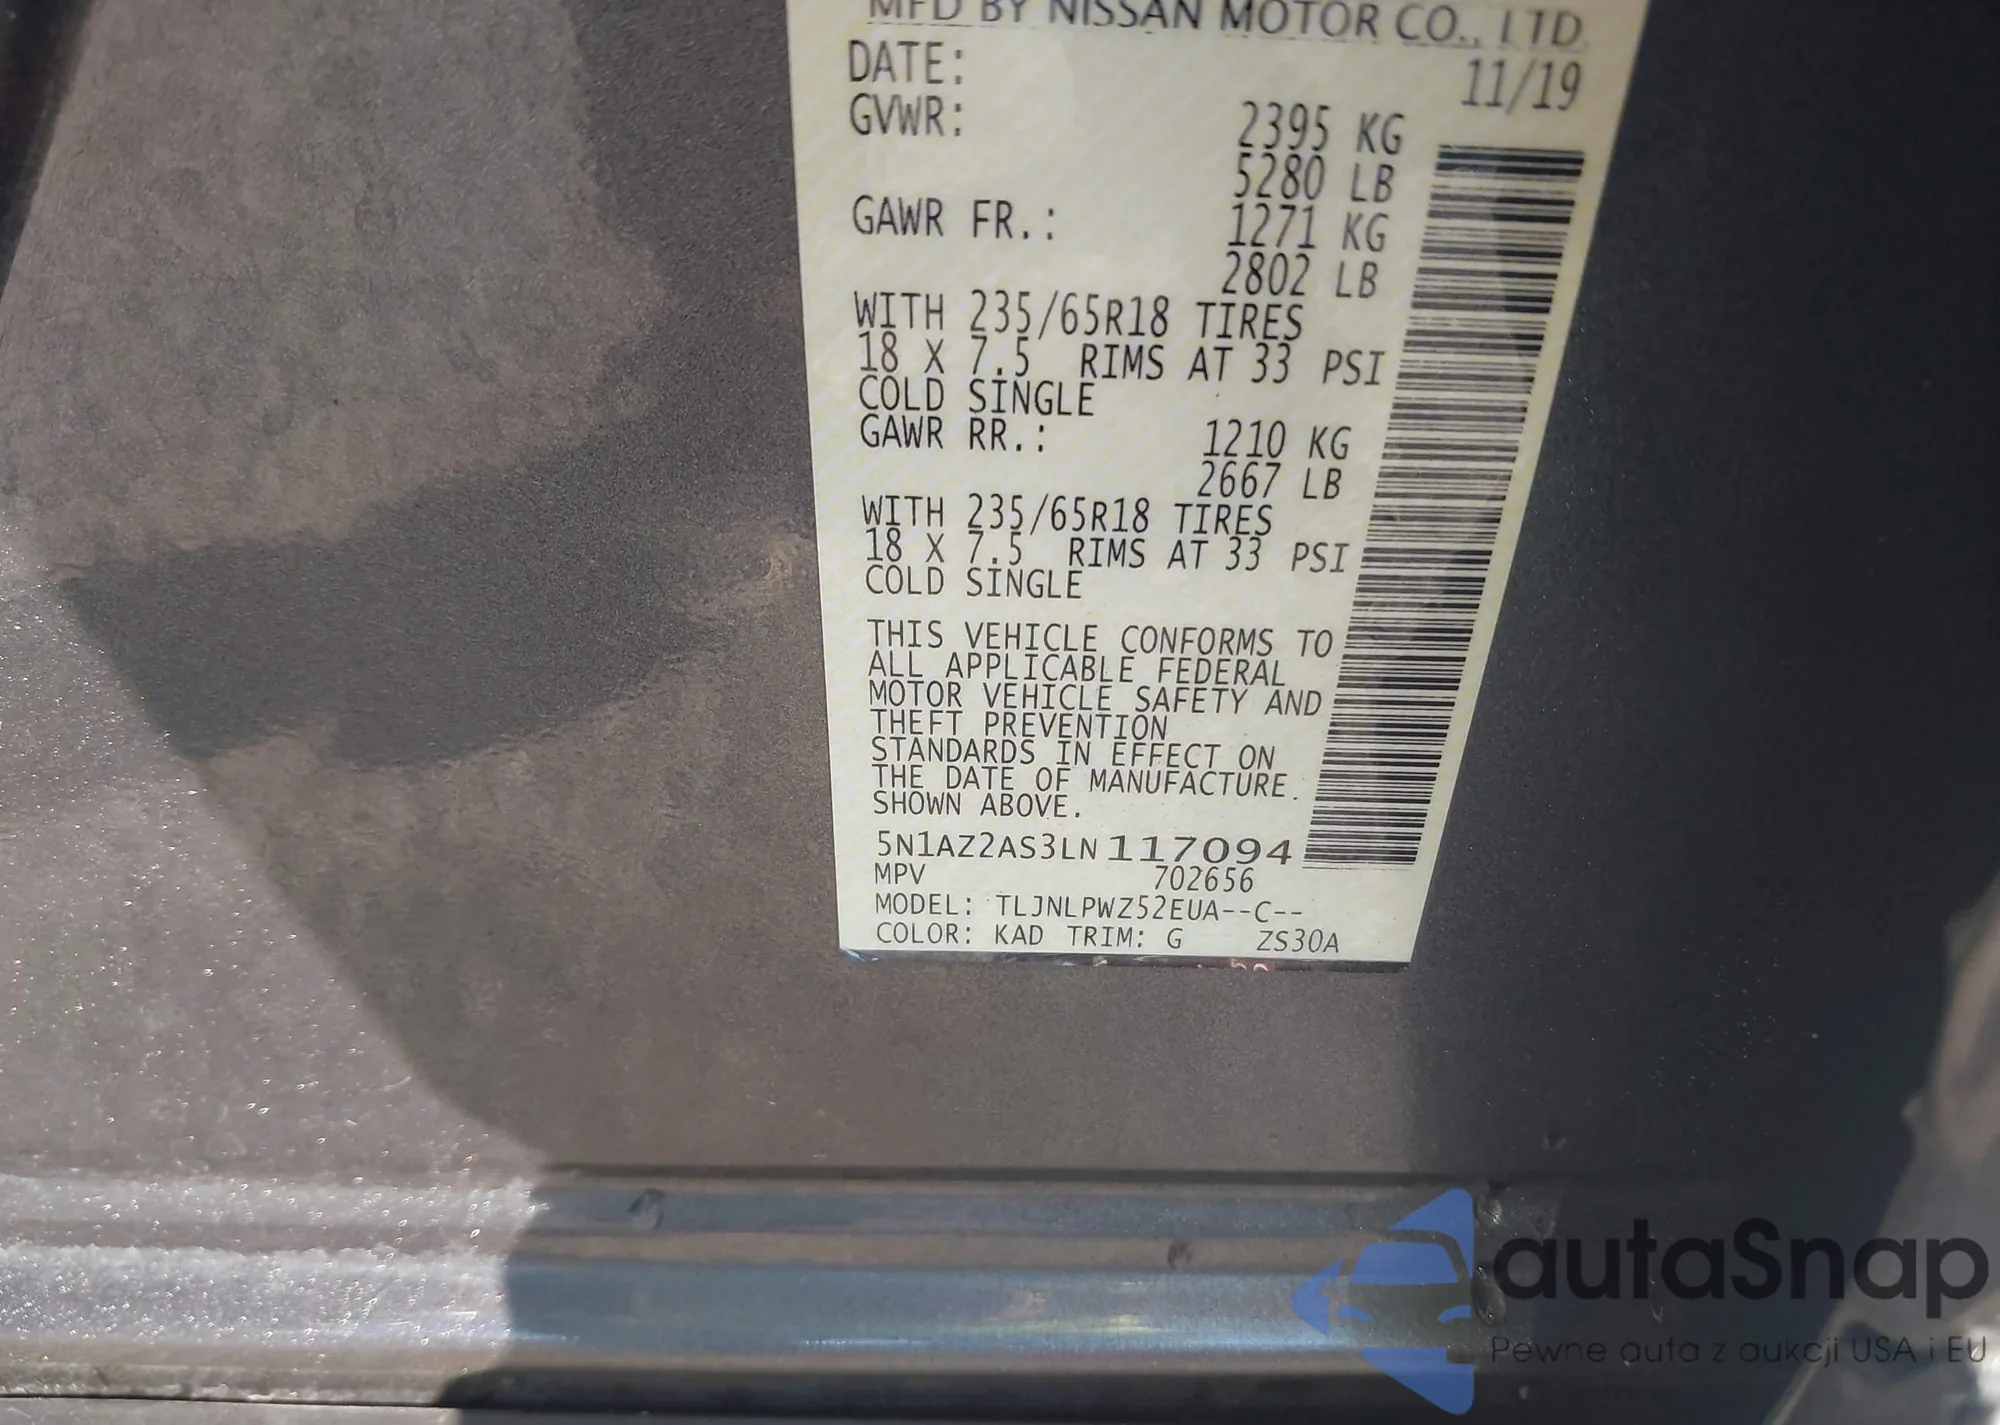 MFD BY NISSAN MOTOR CO., LTD.
DATE: 11/19
GVWR: 2395 KG
5280 LB
GAWR FR.: 1271 KG
2802 LB
WITH 235/65R18 TIRES
18 X 7.5 RIMS AT 33 PSI
COLD SINGLE
GAWR RR.: 1210 KG
2667 LB
WITH 235/65R18 TIRES
18 X 7.5 RIMS AT 33 PSI
COLD SINGLE
THIS VEHICLE CONFORMS TO
ALL APPLICABLE FEDERAL
MOTOR VEHICLE SAFETY AND
THEFT PREVENTION
STANDARDS IN EFFECT ON
THE DATE OF MANUFACTURE
SHOWN ABOVE.
5N1AZ2AS3LN117094
MPV 702656
MODEL: TLJNLPWZ52EUA--C--
COLOR: KAD TRIM: G ZS30A
autaSnap
Pewne auta z aukcji USA i EU